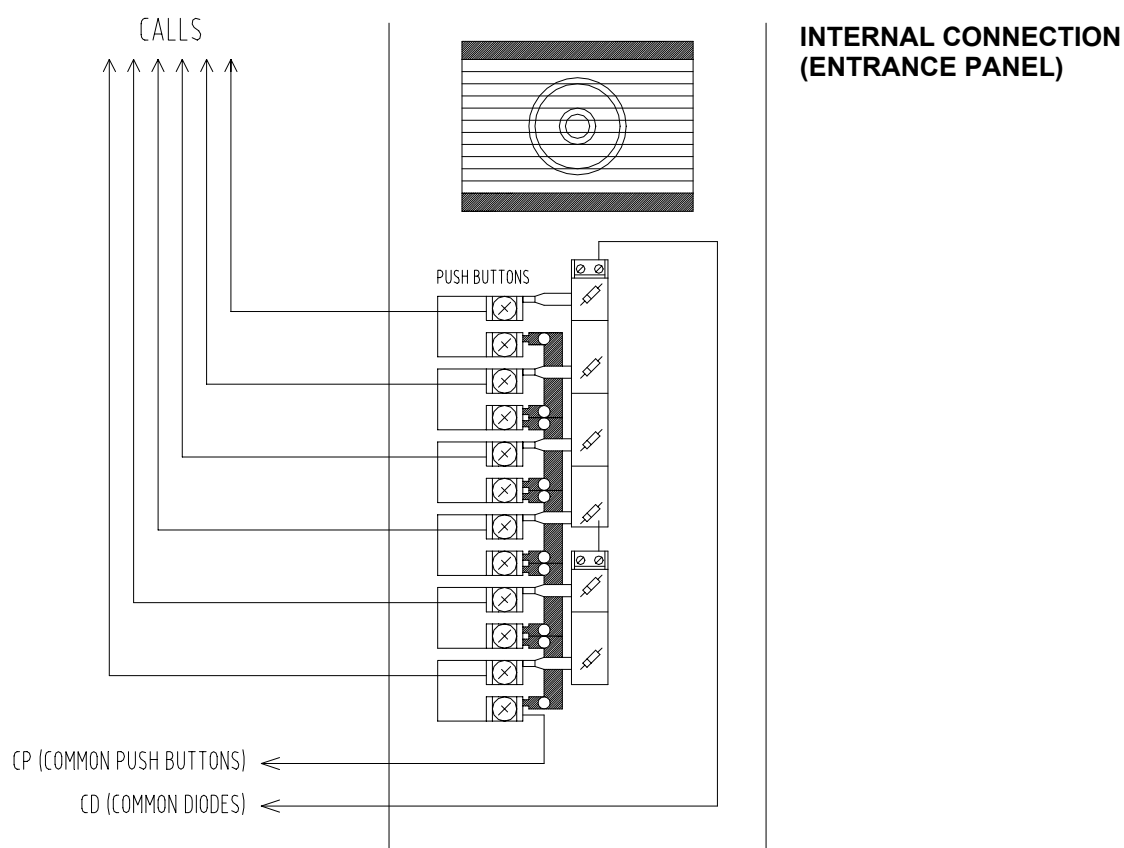 CALLS
INTERNAL CONNECTION
(ENTRANCE PANEL)
PUSH BUTTONS
CP (COMMON PUSH BUTTONS)
CD (COMMON DIODES)